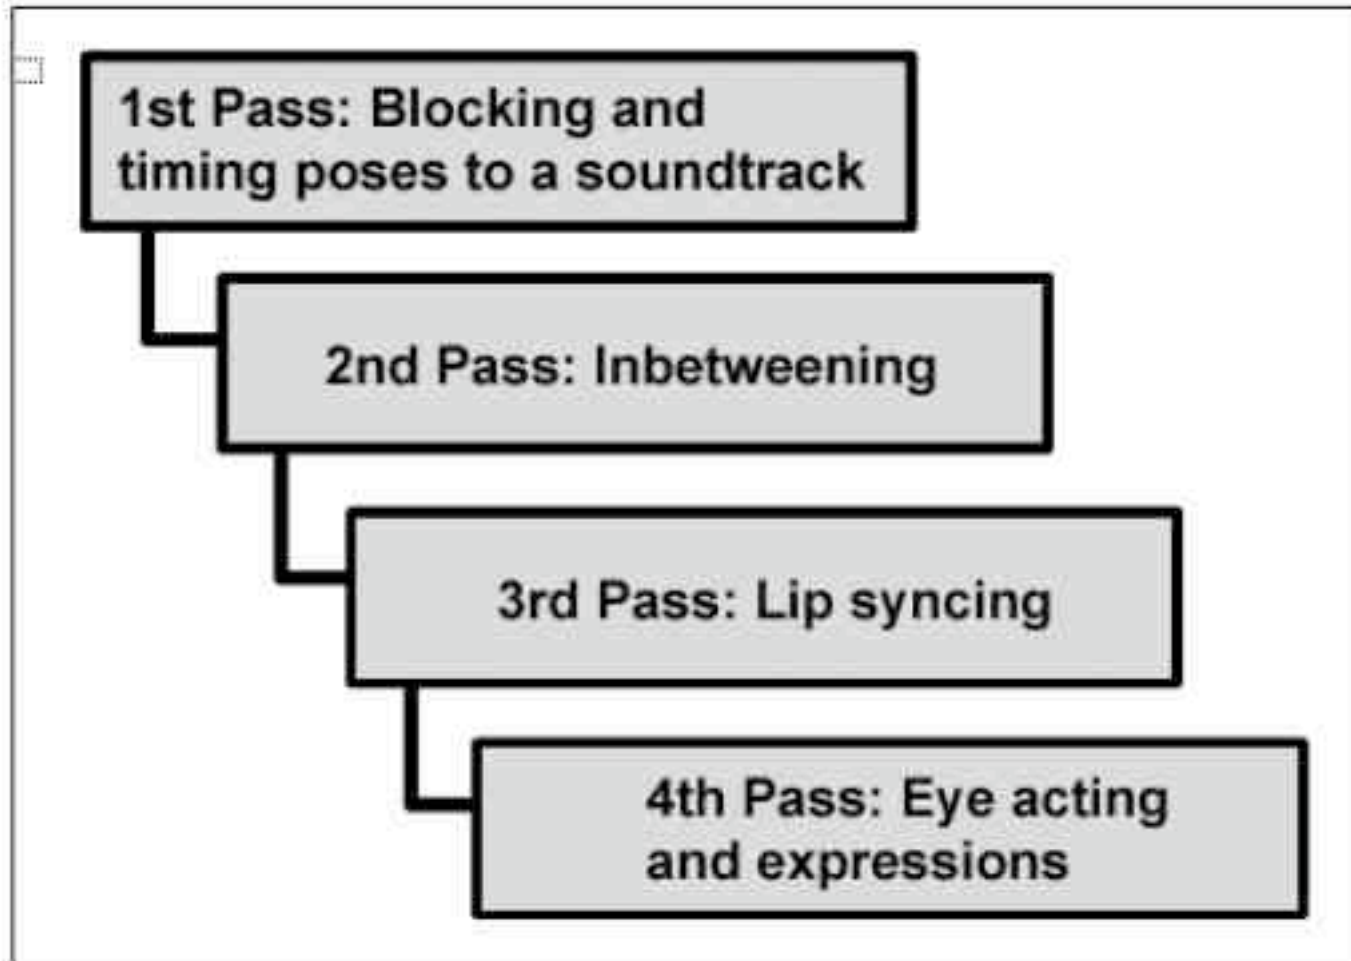 1st Pass: Blocking and
timing poses to a soundtrack
2nd Pass: Inbetweening
3rd Pass: Lip syncing
4th Pass: Eye acting
and expressions